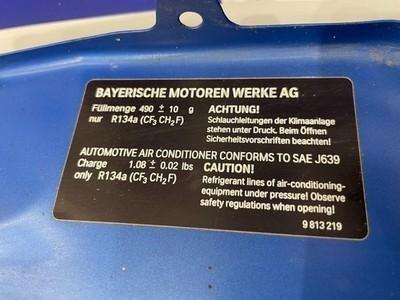 BAYERISCHE MOTOREN WERKE AG
Füllmenge 490 ± 10 g
nur R134a (CF3 CH2F)
ACHTUNG!
Schlauchleitungen der Klimaanlage
stehen unter Druck. Beim Öffnen
Sicherheitsvorschriften beachten!
AUTOMOTIVE AIR CONDITIONER CONFORMS TO SAE J639
Charge 1.08 ± 0.02 lbs
only R134a (CF3 CH2F)
CAUTION!
Refrigerant lines of air-conditioning-
equipment under pressure! Observe
safety regulations when opening!
9 813 219